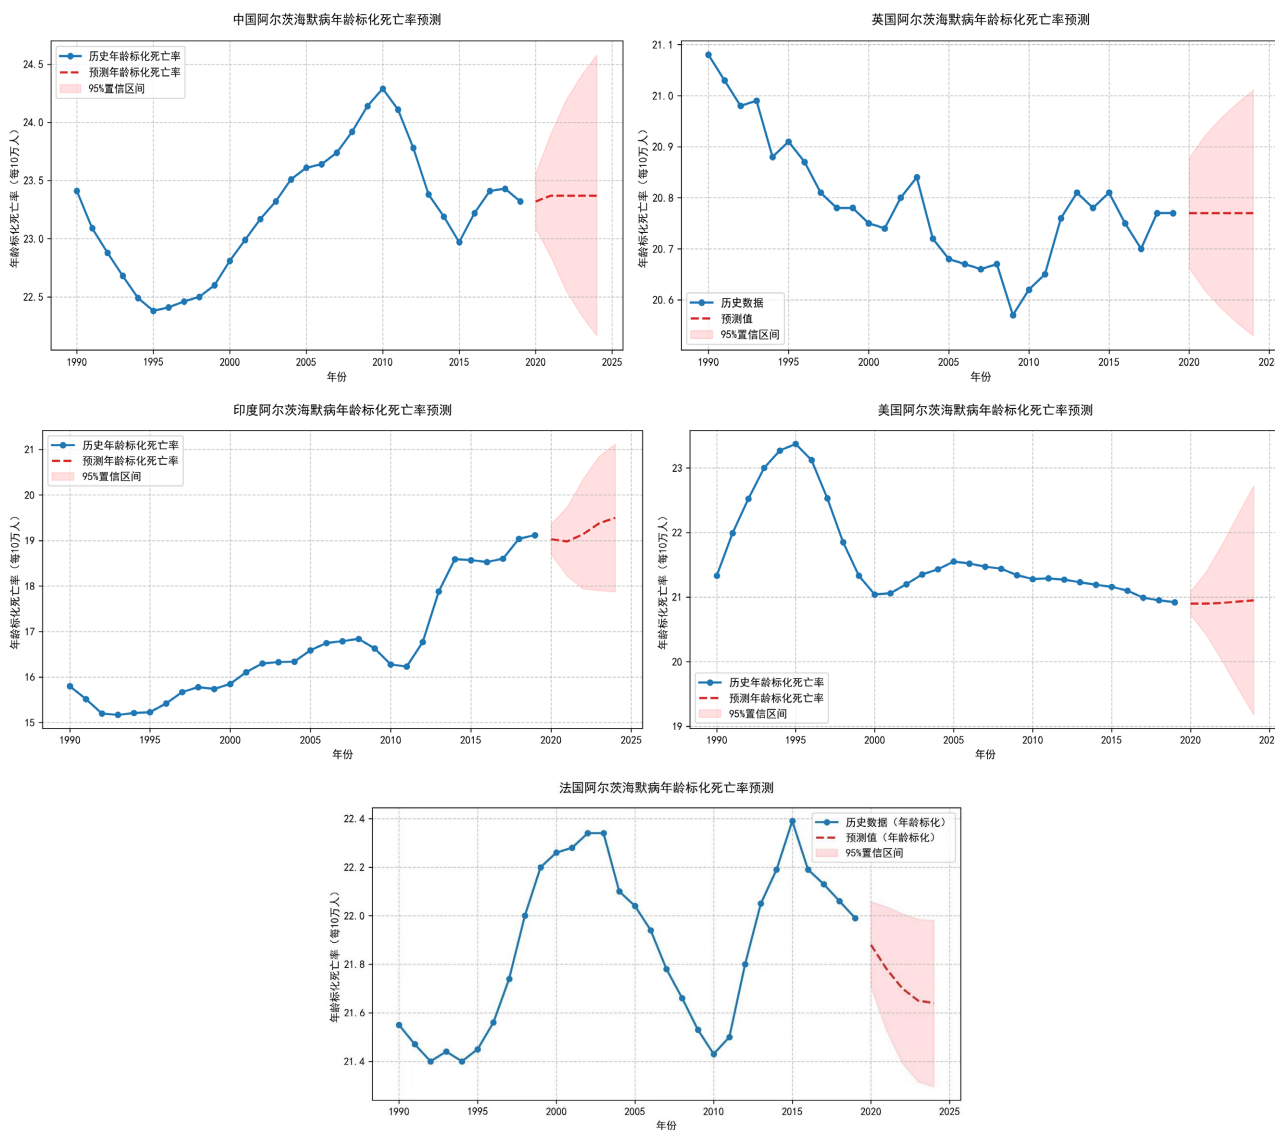 中国阿尔茨海默病年龄标化死亡率预测
历史年龄标化死亡率
预测年龄标化死亡率
95%置信区间
年龄标化死亡率（每10万人）
24.5
24.0
23.5
23.0
22.5
1990 1995 2000 2005 2010 2015 2020 2025
年份
英国阿尔茨海默病年龄标化死亡率预测
年龄标化死亡率（每10万人）
21.1
21.0
20.9
20.8
20.7
20.6
历史数据
预测值
95%置信区间
1990 1995 2000 2005 2010 2015 2020 202
年份
印度阿尔茨海默病年龄标化死亡率预测
历史年龄标化死亡率
预测年龄标化死亡率
95%置信区间
年龄标化死亡率（每10万人）
21
20
19
18
17
16
15
1990 1995 2000 2005 2010 2015 2020 2025
年份
美国阿尔茨海默病年龄标化死亡率预测
年龄标化死亡率（每10万人）
23
22
21
20
19
历史年龄标化死亡率
预测年龄标化死亡率
95%置信区间
1990 1995 2000 2005 2010 2015 2020 202
年份
法国阿尔茨海默病年龄标化死亡率预测
历史数据（年龄标化）
预测值（年龄标化）
95%置信区间
年龄标化死亡率（每10万人）
22.4
22.2
22.0
21.8
21.6
21.4
1990 1995 2000 2005 2010 2015 2020 2025
年份